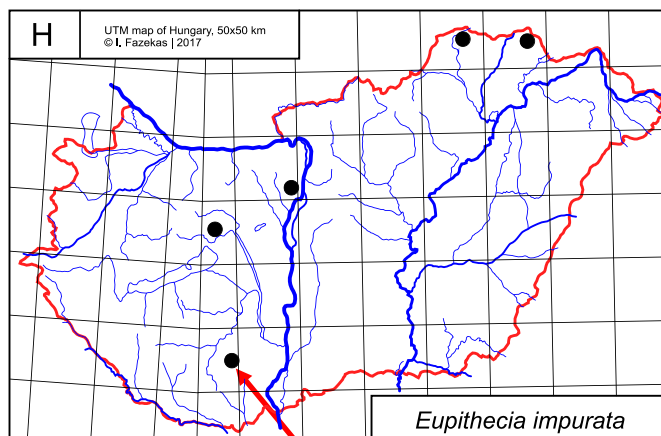 H
UTM map of Hungary, 50x50 km
© I. Fazekas | 2017
Eupithecia impurata